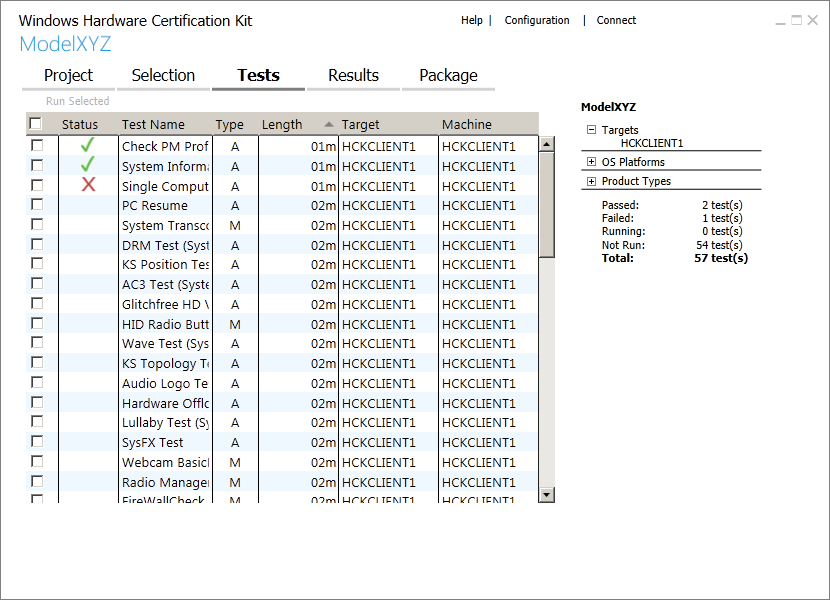 Windows Hardware Certification Kit
Help | Configuration | Connect
ModelXYZ
Project Selection Tests Results Package
Run Selected
Status Test Name Type Length Target Machine
Check PM Prof A 01m HCKCLIENT1 HCKCLIENT1
System Informa A 01m HCKCLIENT1 HCKCLIENT1
Single Comput A 01m HCKCLIENT1 HCKCLIENT1
PC Resume A 02m HCKCLIENT1 HCKCLIENT1
System Transco M 02m HCKCLIENT1 HCKCLIENT1
DRM Test (Syst A 02m HCKCLIENT1 HCKCLIENT1
KS Position Tes A 02m HCKCLIENT1 HCKCLIENT1
AC3 Test (Syste A 02m HCKCLIENT1 HCKCLIENT1
Glitchfree HD V A 02m HCKCLIENT1 HCKCLIENT1
HID Radio Butt M 02m HCKCLIENT1 HCKCLIENT1
Wave Test (Sys A 02m HCKCLIENT1 HCKCLIENT1
KS Topology Te A 02m HCKCLIENT1 HCKCLIENT1
Audio Logo Te A 02m HCKCLIENT1 HCKCLIENT1
Hardware Offlo A 02m HCKCLIENT1 HCKCLIENT1
Lullaby Test (Sy A 02m HCKCLIENT1 HCKCLIENT1
SysFX Test A 02m HCKCLIENT1 HCKCLIENT1
Webcam Basicl M 02m HCKCLIENT1 HCKCLIENT1
Radio Manager M 02m HCKCLIENT1 HCKCLIENT1
FireWallCheck M 02m HCKCLIENT1 HCKCLIENT1
ModelXYZ
Targets
HCKCLIENT1
OS Platforms
Product Types
Passed: 2 test(s)
Failed: 1 test(s)
Running: 0 test(s)
Not Run: 54 test(s)
Total: 57 test(s)